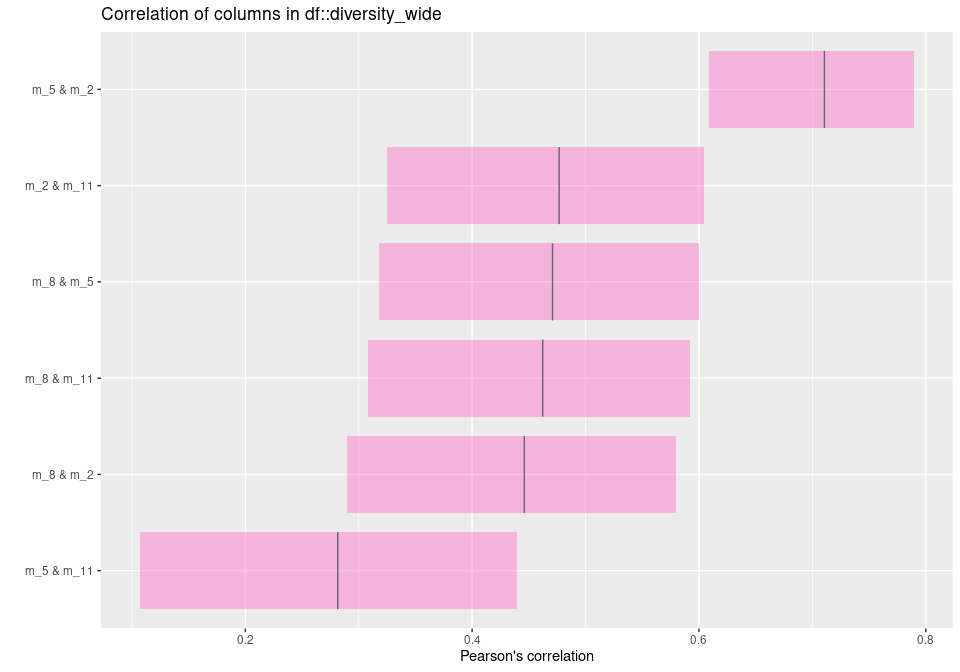 Correlation of columns in df::diversity_wide
m_5 & m_2
m_2 & m_11
m_8 & m_5
m_8 & m_11
m_8 & m_2
m_5 & m_11
0.2 0.4 0.6 0.8
Pearson's correlation